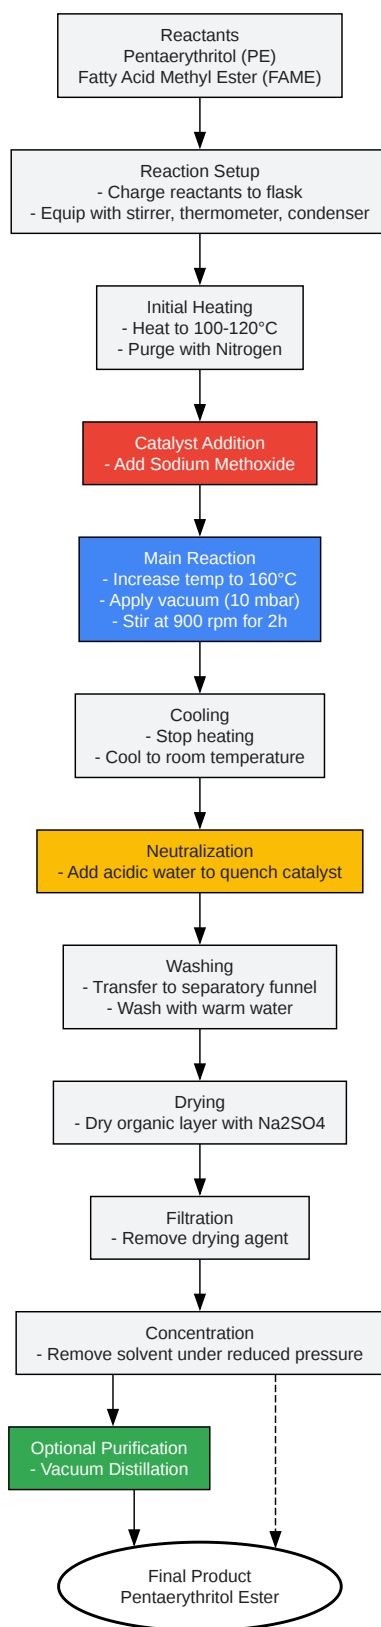 Reactants
Pentaerythritol (PE)
Fatty Acid Methyl Ester (FAME)
Reaction Setup
- Charge reactants to flask
- Equip with stirrer, thermometer, condenser
Initial Heating
- Heat to 100-120°C
- Purge with Nitrogen
Catalyst Addition
- Add Sodium Methoxide
Main Reaction
- Increase temp to 160°C
- Apply vacuum (10 mbar)
- Stir at 900 rpm for 2h
Cooling
- Stop heating
- Cool to room temperature
Neutralization
- Add acidic water to quench catalyst
Washing
- Transfer to separatory funnel
- Wash with warm water
Drying
- Dry organic layer with Na2SO4
Filtration
- Remove drying agent
Concentration
- Remove solvent under reduced pressure
Optional Purification
- Vacuum Distillation
Final Product
Pentaerythritol Ester